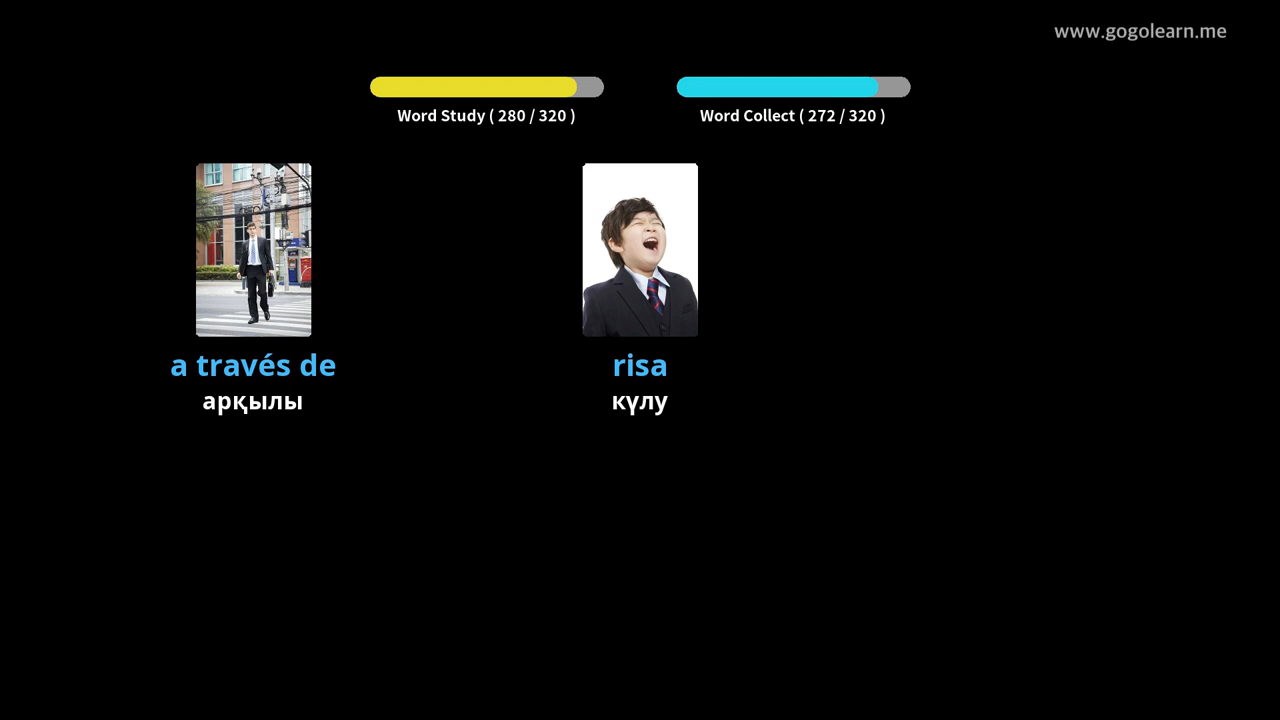 www.gogolearn.me
Word Study ( 280 / 320 )
Word Collect ( 272 / 320 )
a través de
арқылы
risa
күлу